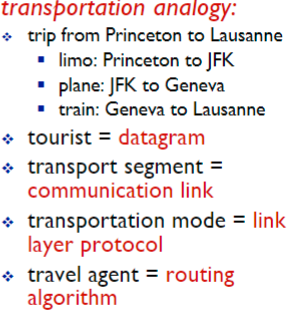 transportation analogy:
❖ trip from Princeton to Lausanne
▪ limo: Princeton to JFK
▪ plane: JFK to Geneva
▪ train: Geneva to Lausanne
❖ tourist = datagram
❖ transport segment =
communication link
❖ transportation mode = link
layer protocol
❖ travel agent = routing
algorithm